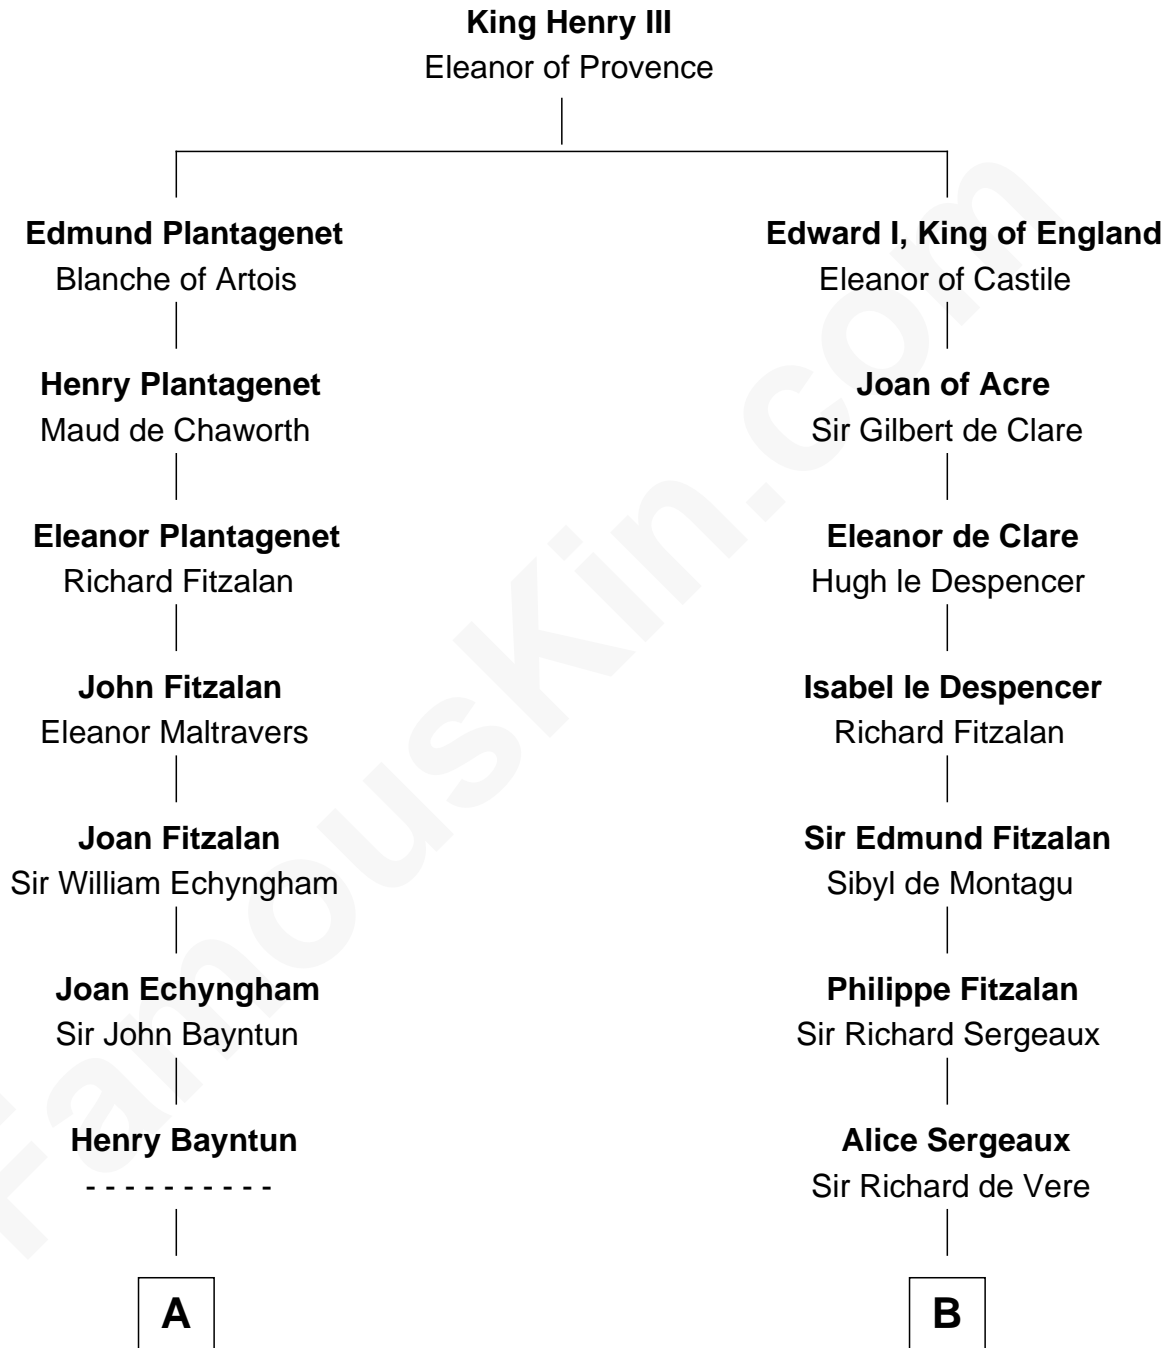 King Henry III
Eleanor of Provence
Edmund Plantagenet
Blanche of Artois
Edward I, King of England
Eleanor of Castile
Henry Plantagenet
Maud de Chaworth
Joan of Acre
Sir Gilbert de Clare
Eleanor Plantagenet
Richard Fitzalan
Eleanor de Clare
Hugh le Despencer
John Fitzalan
Eleanor Maltravers
Isabel le Despencer
Richard Fitzalan
Joan Fitzalan
Sir William Echyngham
Sir Edmund Fitzalan
Sibyl de Montagu
Joan Echyngham
Sir John Bayntun
Philippe Fitzalan
Sir Richard Sergeaux
Henry Bayntun
- - - - - - - - - -
Alice Sergeaux
Sir Richard de Vere
A
B
FamousKin.com